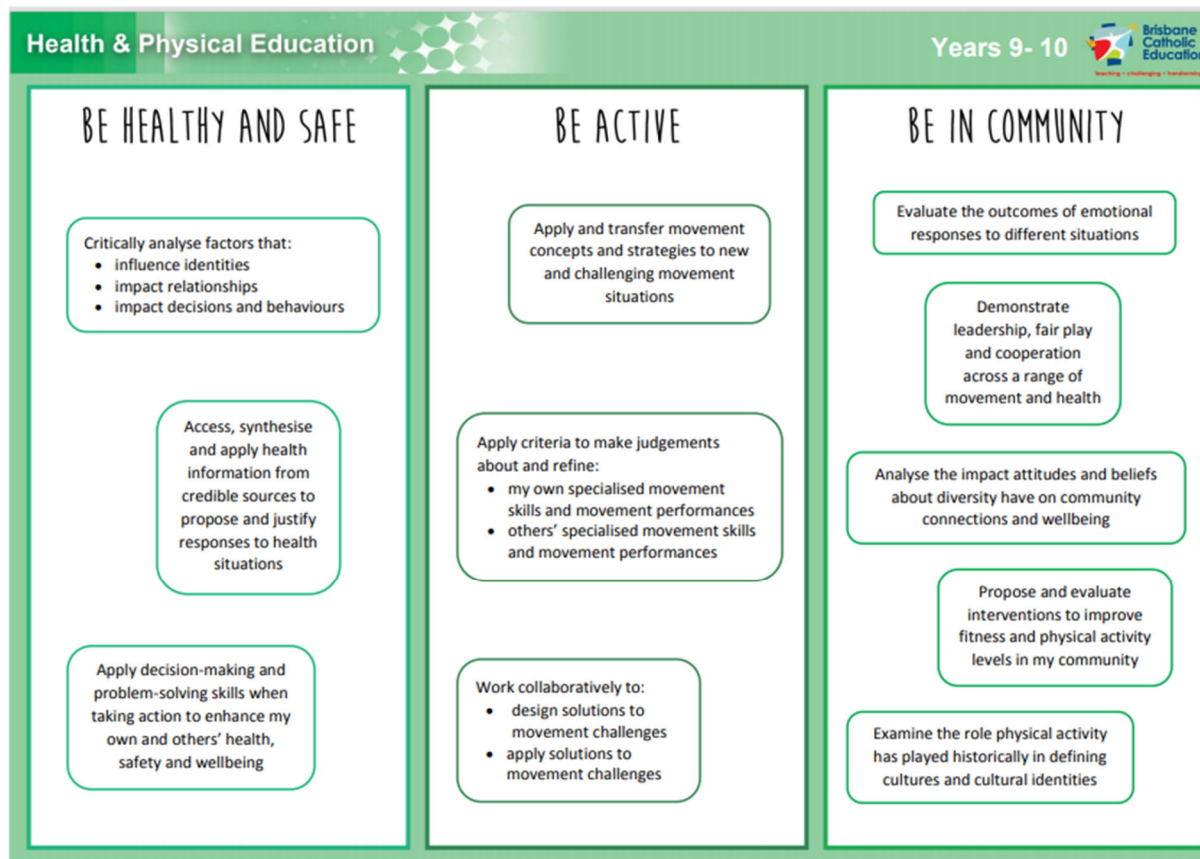 Health & Physical Education
Years 9- 10
Brisbane
Catholic
Education
teaching • challenging • transforming
BE HEALTHY AND SAFE
Critically analyse factors that:
• influence identities
• impact relationships
• impact decisions and behaviours
Access, synthesise
and apply health
information from
credible sources to
propose and justify
responses to health
situations
Apply decision-making and
problem-solving skills when
taking action to enhance my
own and others' health,
safety and wellbeing
BE ACTIVE
Apply and transfer movement
concepts and strategies to new
and challenging movement
situations
Apply criteria to make judgements
about and refine:
• my own specialised movement
skills and movement performances
• others' specialised movement skills
and movement performances
Work collaboratively to:
• design solutions to
movement challenges
• apply solutions to
movement challenges
BE IN COMMUNITY
Evaluate the outcomes of emotional
responses to different situations
Demonstrate
leadership, fair play
and cooperation
across a range of
movement and health
Analyse the impact attitudes and beliefs
about diversity have on community
connections and wellbeing
Propose and evaluate
interventions to improve
fitness and physical activity
levels in my community
Examine the role physical activity
has played historically in defining
cultures and cultural identities